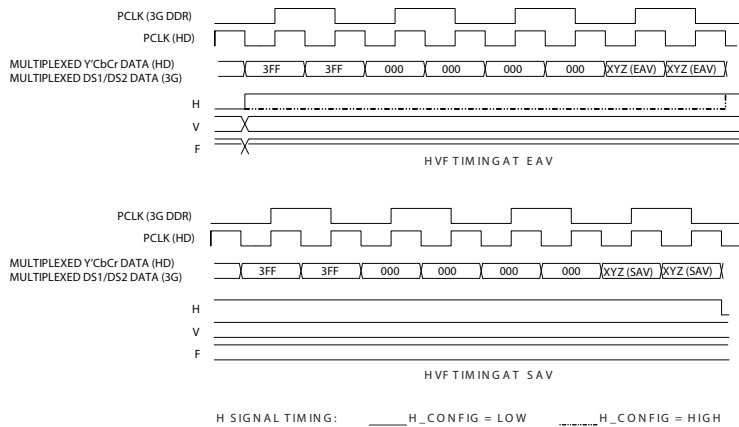 PCLK (3G DDR)
PCLK (HD)
MULTIPLEXED Y'CbCr DATA (HD)
MULTIPLEXED DS1/DS2 DATA (3G)
3FF 3FF 000 000 000 000 XYZ (EAV) XYZ (EAV)
H
V
F
HVF TIMING AT EAV
PCLK (3G DDR)
PCLK (HD)
MULTIPLEXED Y'CbCr DATA (HD)
MULTIPLEXED DS1/DS2 DATA (3G)
3FF 3FF 000 000 000 000 XYZ (SAV) XYZ (SAV)
H
V
F
HVF TIMING AT SAV
H SIGNAL TIMING: H_CONFIG = LOW H_CONFIG = HIGH